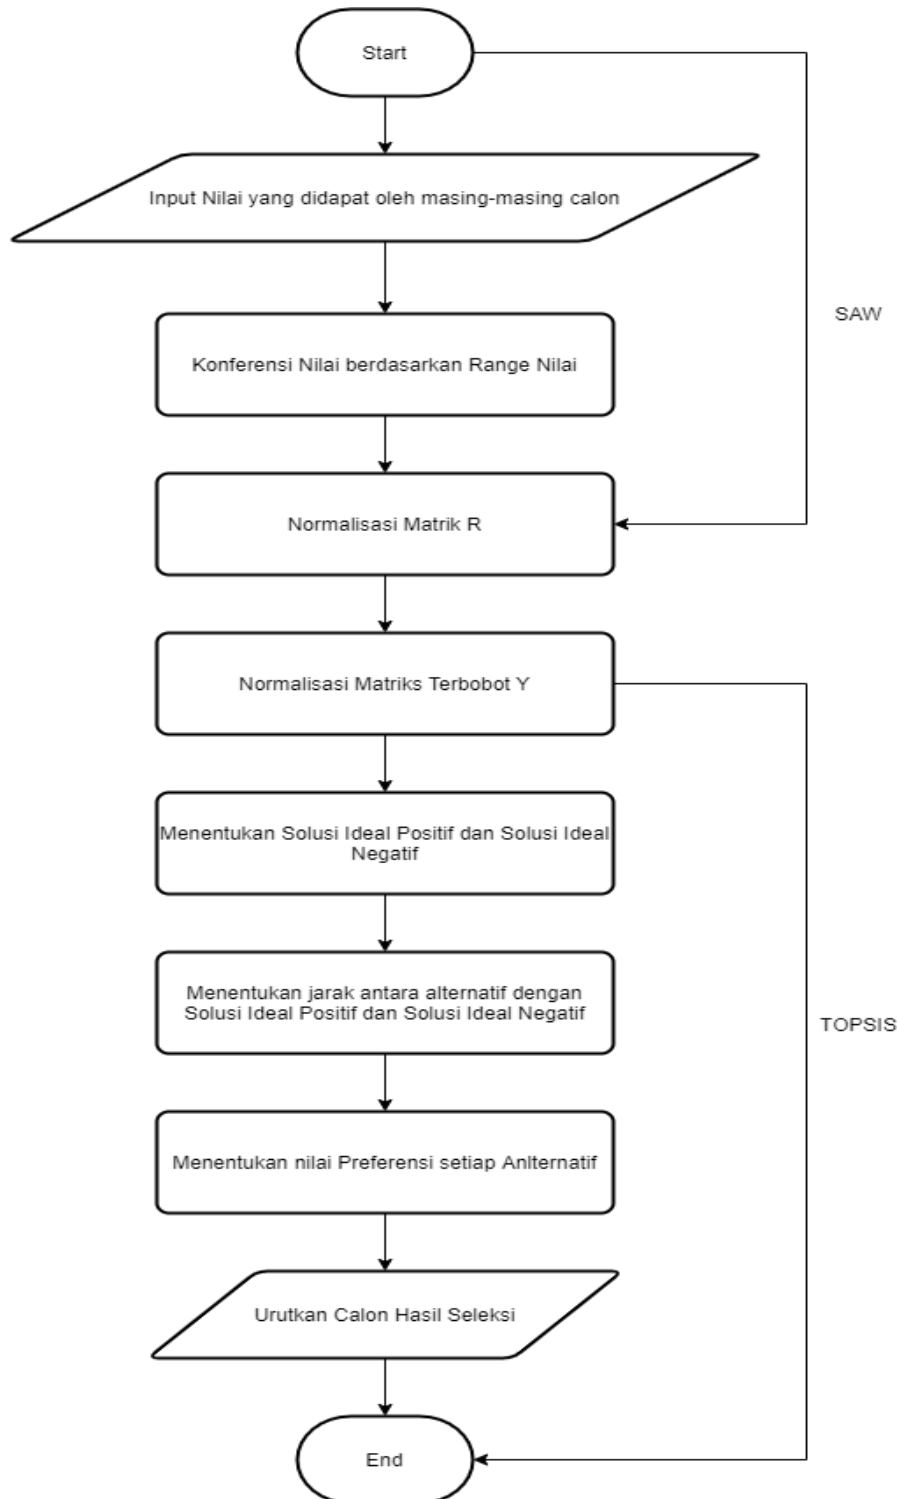 Start
Input Nilai yang didapat oleh masing-masing calon
SAW
Konferensi Nilai berdasarkan Range Nilai
Normalisasi Matrik R
Normalisasi Matriks Terbobot Y
Menentukan Solusi Ideal Positif dan Solusi Ideal
Negatif
Menentukan jarak antara alternatif dengan
Solusi Ideal Positif dan Solusi Ideal Negatif
TOPSIS
Menentukan nilai Preferensi setiap Anlternatif
Urutkan Calon Hasil Seleksi
End